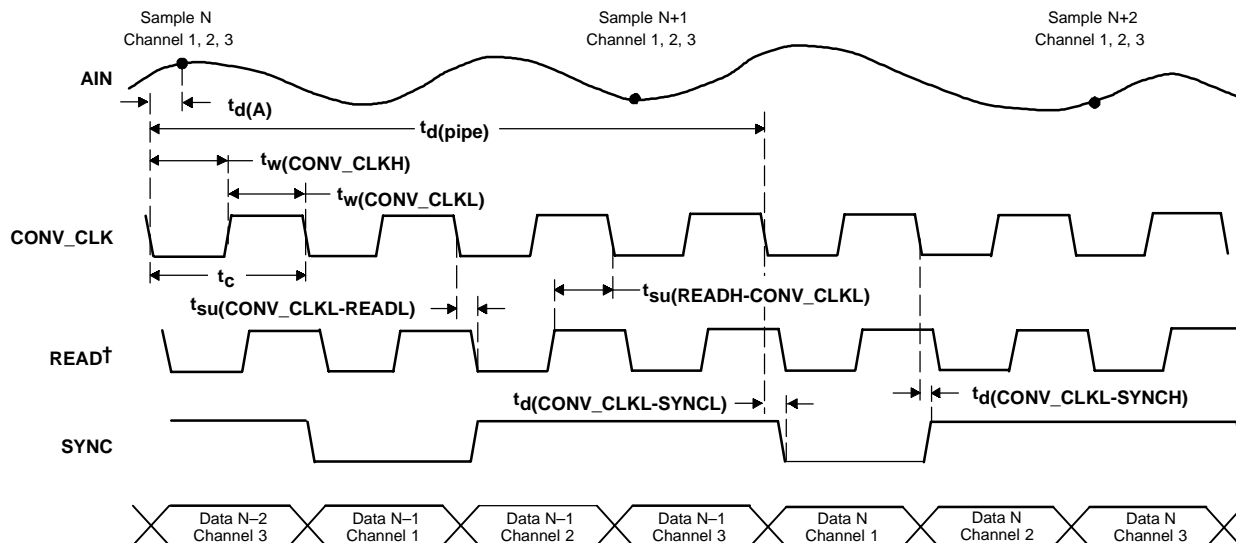 Sample N
Channel 1, 2, 3
Sample N+1
Channel 1, 2, 3
Sample N+2
Channel 1, 2, 3
AIN
td(A)
td(pipe)
tw(CONV_CLKH)
tw(CONV_CLKL)
CONV_CLK
tc
tsu(CONV_CLKL-READL)
tsu(READH-CONV_CLKL)
READ†
td(CONV_CLKL-SYNCL)
td(CONV_CLKL-SYNCH)
SYNC
Data N–2
Channel 3
Data N–1
Channel 1
Data N–1
Channel 2
Data N–1
Channel 3
Data N
Channel 1
Data N
Channel 2
Data N
Channel 3